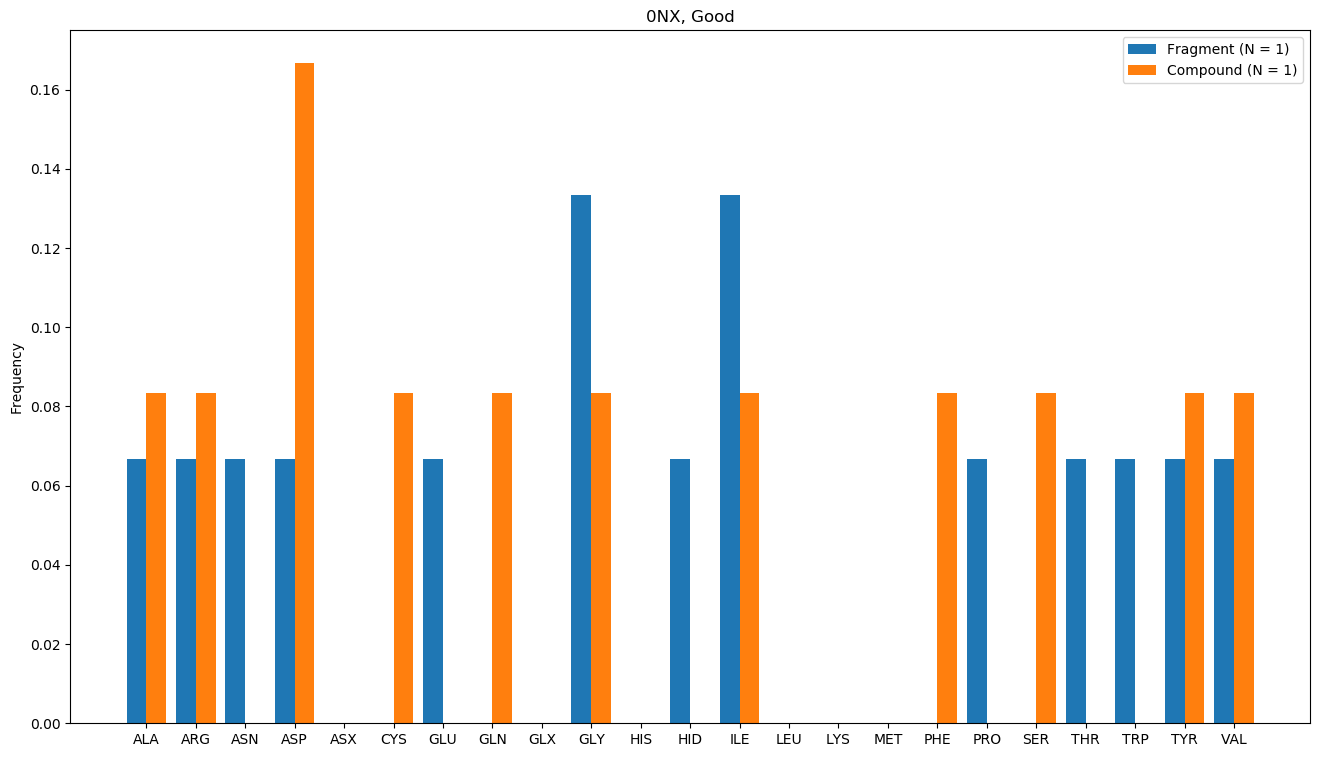 0NX, Good
Fragment (N = 1)
Compound (N = 1)
Frequency
0.16
0.14
0.12
0.10
0.08
0.06
0.04
0.02
0.00
ALA ARG ASN ASP ASX CYS GLU GLN GLX GLY HIS HID ILE LEU LYS MET PHE PRO SER THR TRP TYR VAL